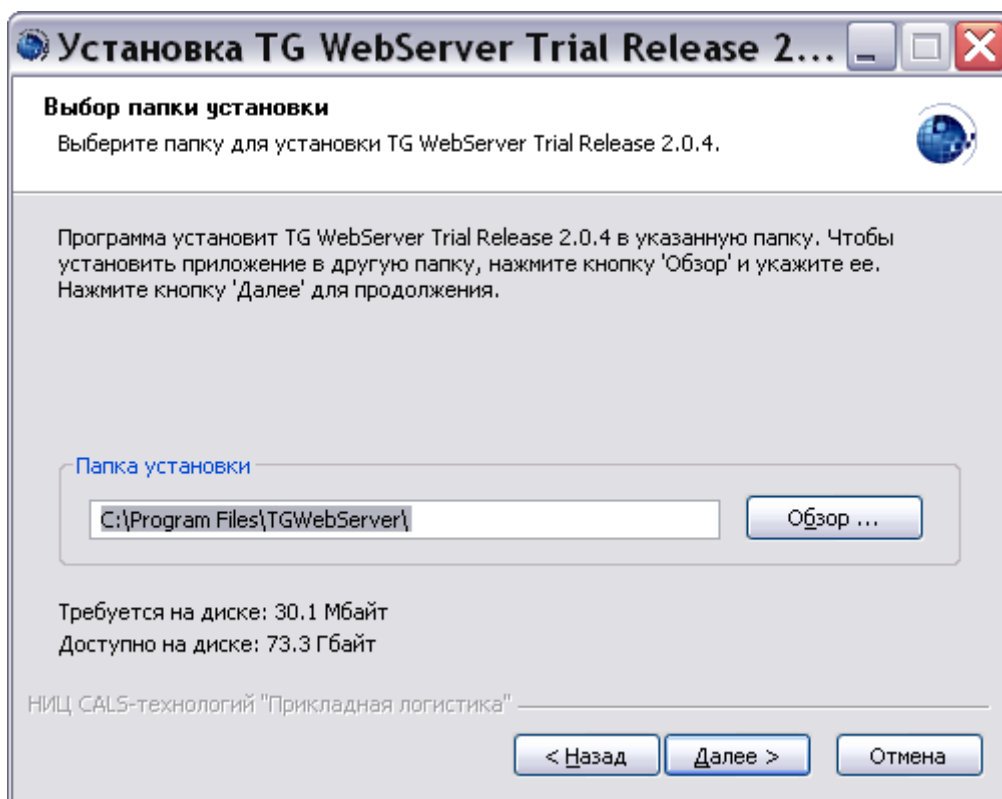 Установка TG WebServer Trial Release 2...
Выбор папки установки
Выберите папку для установки TG WebServer Trial Release 2.0.4.
Программа установит TG WebServer Trial Release 2.0.4 в указанную папку. Чтобы
установить приложение в другую папку, нажмите кнопку 'Обзор' и укажите ее.
Нажмите кнопку 'Далее' для продолжения.
Папка установки
C:\Program Files\TGWebServer\
Обзор ...
Требуется на диске: 30.1 Мбайт
Доступно на диске: 73.3 Гбайт
НИЦ CALS-технологий "Прикладная логистика"
< Назад
Далее >
Отмена